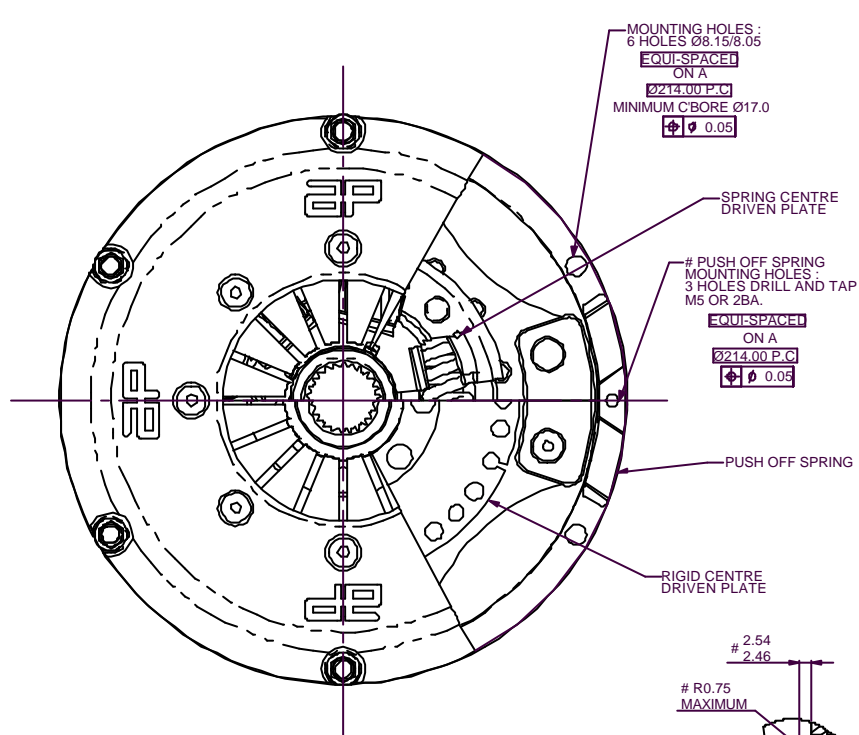 MOUNTING HOLES :
6 HOLES Ø8.15/8.05
EQUI-SPACED
ON A
Ø214.00 P.C
MINIMUM C'BORE Ø17.0
0.05
SPRING CENTRE
DRIVEN PLATE
# PUSH OFF SPRING
MOUNTING HOLES :
3 HOLES DRILL AND TAP
M5 OR 2BA.
EQUI-SPACED
ON A
Ø214.00 P.C
0.05
PUSH OFF SPRING
RIGID CENTRE
DRIVEN PLATE
# 2.54
2.46
# R0.75
MAXIMUM
ap
ap
ap